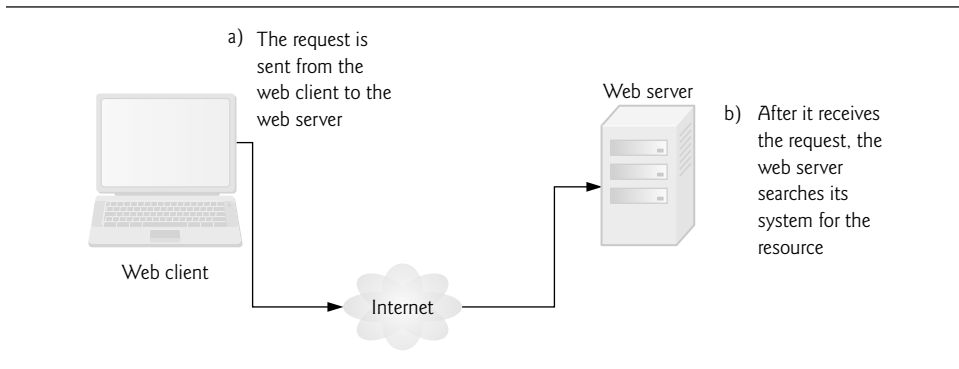 a) The request is
sent from the
web client to the
web server
Web server
b) After it receives
the request, the
web server
searches its
system for the
resource
Web client
Internet